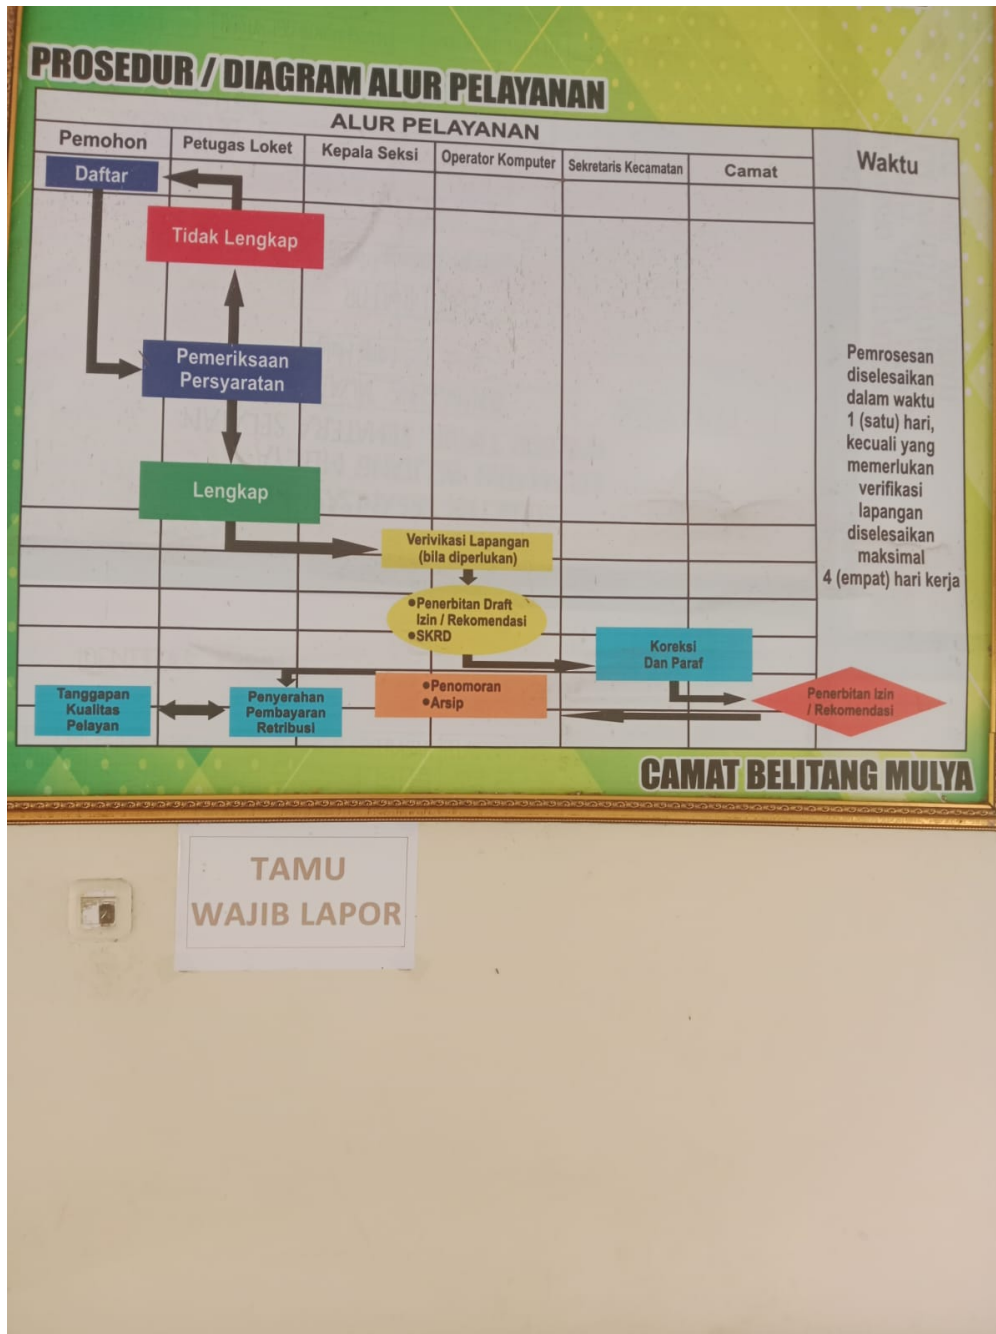 PROSEDUR / DIAGRAM ALUR PELAYANAN
ALUR PELAYANAN
Waktu
Pemohon
Petugas Loket
Kepala Seksi
Operator Komputer
Sekretaris Kecamatan
Camat
Daftar
Tidak Lengkap
Pemeriksaan
Persyaratan
Lengkap
Verivikasi Lapangan
(bila diperlukan)
●Penerbitan Draft
Izin / Rekomendasi
●SKRD
Koreksi
Dan Paraf
Penerbitan Izin
/ Rekomendasi
●Penomoran
●Arsip
Penyerahan
Pembayaran
Retribusi
Tanggapan
Kualitas
Pelayan
Pemrosesan
diselesaikan
dalam waktu
1 (satu) hari,
kecuali yang
memerlukan
verifikasi
lapangan
diselesaikan
maksimal
4 (empat) hari kerja
CAMAT BELITANG MULYA
TAMU
WAJIB LAPOR